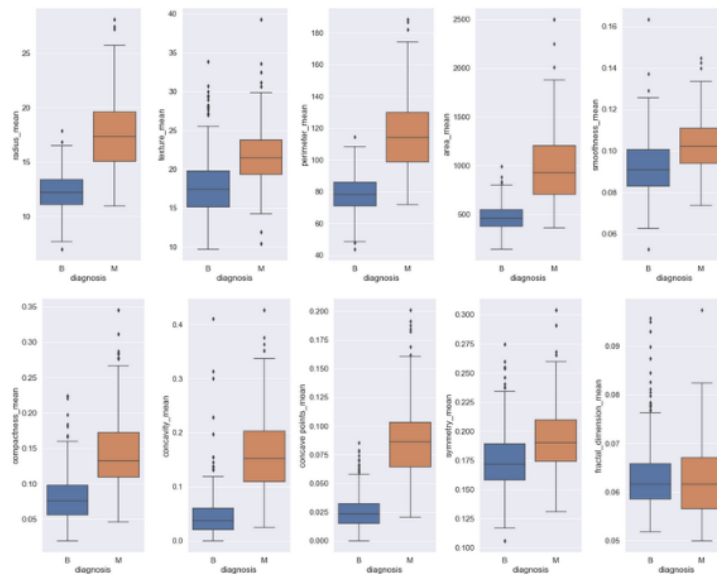 radius_mean
25
20
15
10
B M
diagnosis
texture_mean
40
35
30
25
20
15
10
B M
diagnosis
perimeter_mean
180
160
140
120
100
80
60
40
B M
diagnosis
area_mean
2500
2000
1500
1000
500
B M
diagnosis
smoothness_mean
0.16
0.14
0.12
0.10
0.08
0.06
B M
diagnosis
compactness_mean
0.35
0.30
0.25
0.20
0.15
0.10
0.05
B M
diagnosis
concavity_mean
0.4
0.3
0.2
0.1
0.0
B M
diagnosis
concave points_mean
0.200
0.175
0.150
0.125
0.100
0.075
0.050
0.025
0.000
B M
diagnosis
symmetry_mean
0.300
0.275
0.250
0.225
0.200
0.175
0.150
0.125
0.100
B M
diagnosis
fractal_dimension_mean
0.09
0.08
0.07
0.06
0.05
B M
diagnosis